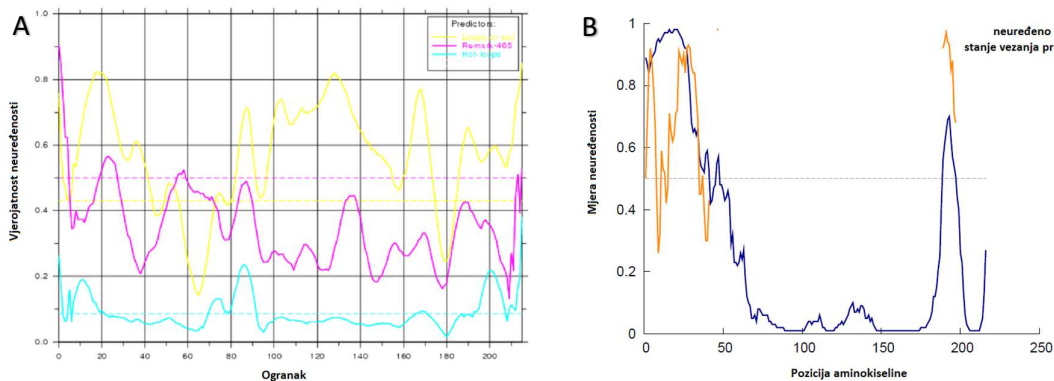 A
Predictors:
Remark-465
Hot-loops
Vjerojatnost neuređenosti
1.0
0.8
0.6
0.4
0.2
0.0
0 20 40 60 80 100 120 140 160 180 200
Ogranak
B
neuređeno
stanje vezanja pr
Mjera neuređenosti
1
0.8
0.6
0.4
0.2
0
0 50 100 150 200 250
Pozicija aminokiseline